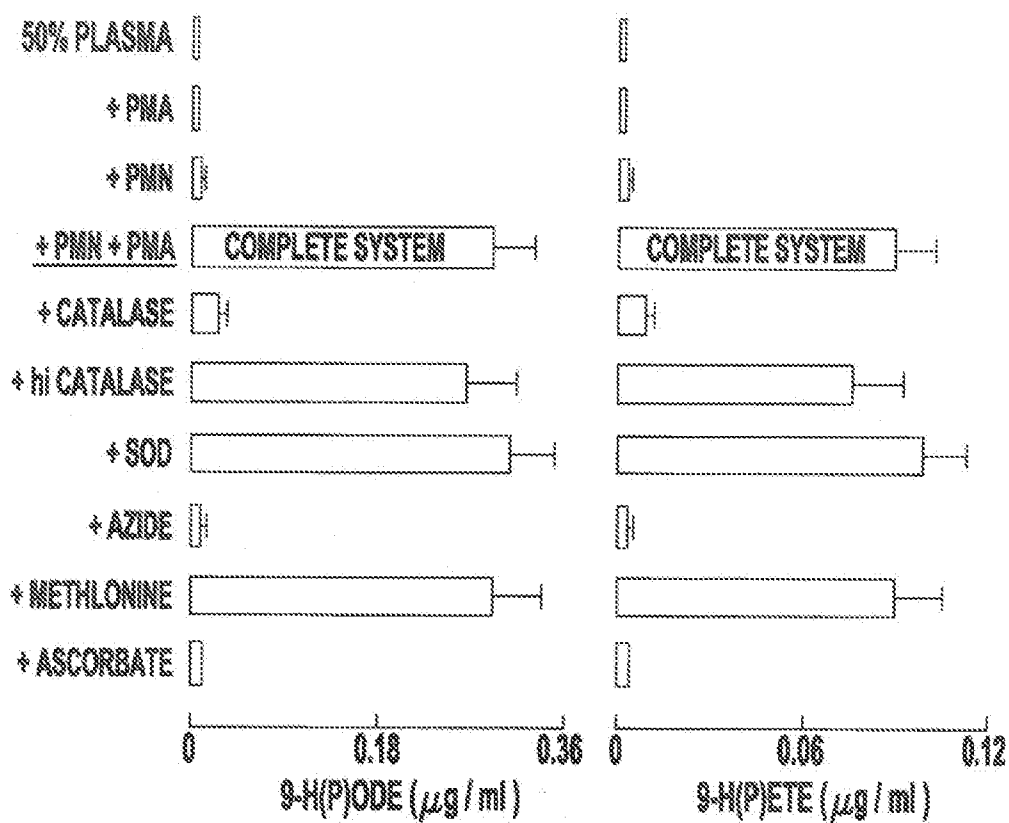 50% PLASMA
+ PMA
+ PMN
+ PMN + PMA
COMPLETE SYSTEM
COMPLETE SYSTEM
+ CATALASE
+ hi CATALASE
+ SOD
+ AZIDE
+ METHLONINE
+ ASCORBATE
0 0.18 0.36
0 0.06 0.12
9-H(P)ODE (μg / ml )
9-H(P)ETE (μg / ml )